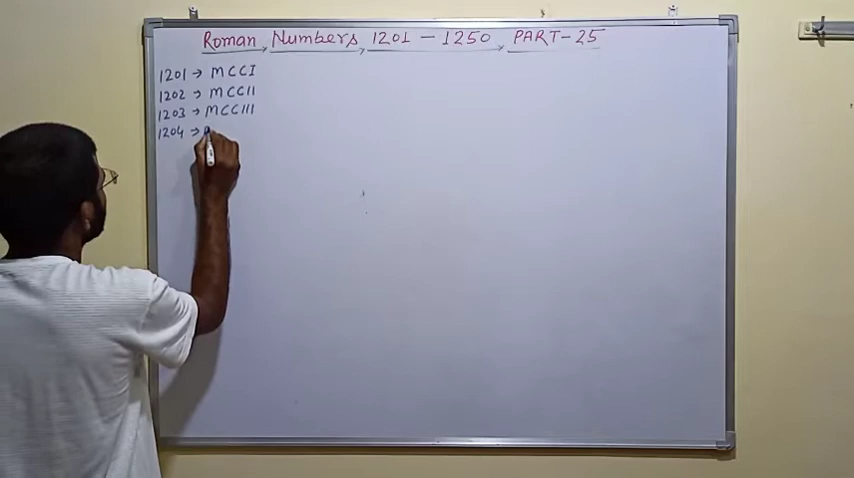 Roman Numbers 1201 - 1250 PART-25
1201 → MCCI
1202 → MCCII
1203 → MCCIII
1204 →